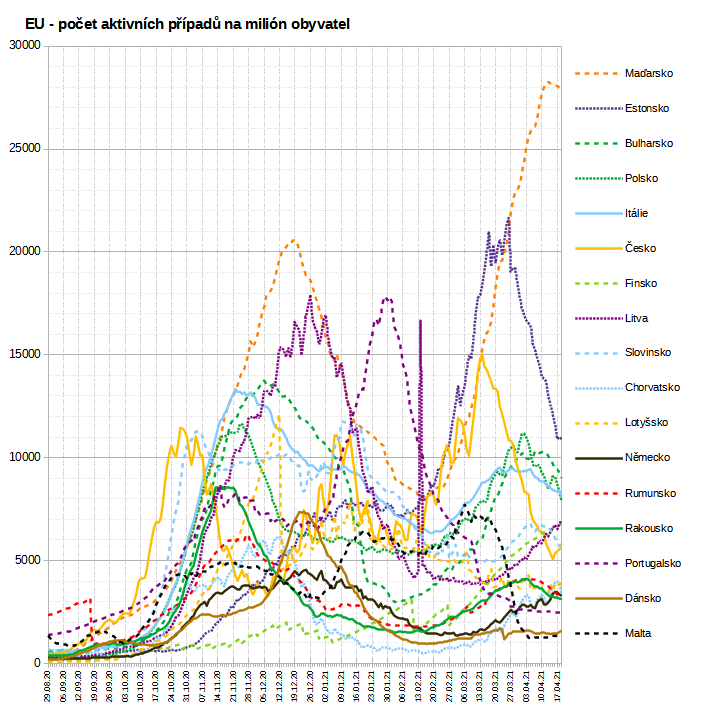 EU - počet aktivních případů na milión obyvatel
30000
25000
20000
15000
10000
5000
0
Maďarsko
Estonsko
Bulharsko
Polsko
Itálie
Česko
Finsko
Litva
Slovinsko
Chorvatsko
Lotyšsko
Německo
Rumunsko
Rakousko
Portugalsko
Dánsko
Malta
29.08.20
06.09.20
12.09.20
19.09.20
26.09.20
03.10.20
10.10.20
17.10.20
24.10.20
31.10.20
07.11.20
14.11.20
21.11.20
28.11.20
05.12.20
12.12.20
19.12.20
26.12.20
02.01.21
09.01.21
16.01.21
23.01.21
30.01.21
06.02.21
13.02.21
20.02.21
27.02.21
06.03.21
13.03.21
20.03.21
27.03.21
03.04.21
10.04.21
17.04.21